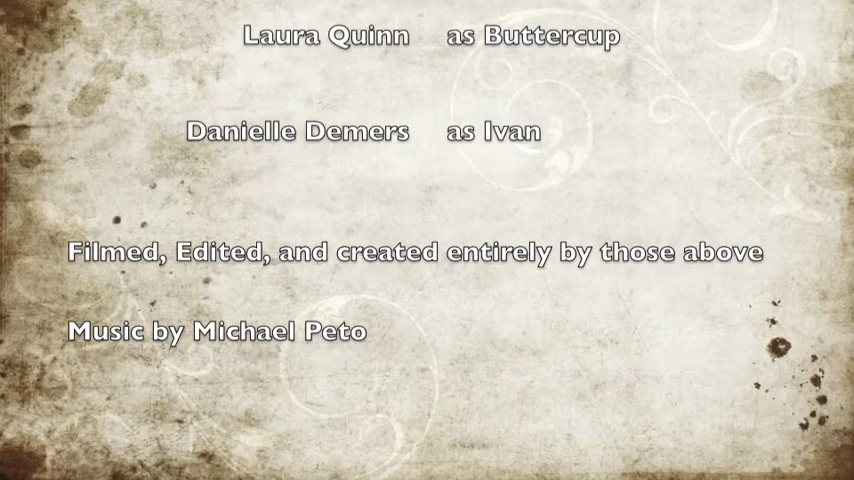 Laura Quinn as Buttercup
Danielle Demers as Ivan
Filmed, Edited, and created entirely by those above
Music by Michael Peto